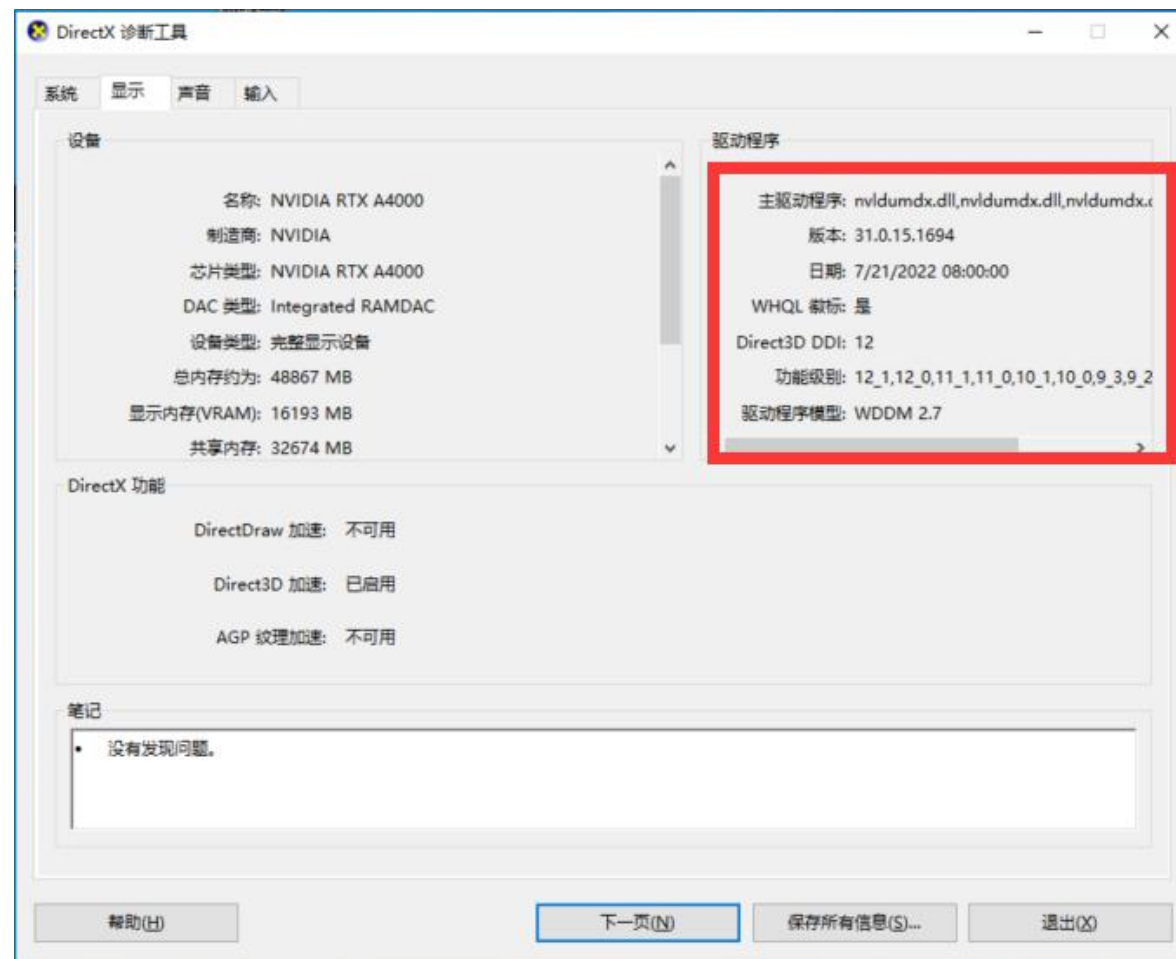 DirectX 诊断工具
系统 显示 声音 输入
设备
名称: NVIDIA RTX A4000
制造商: NVIDIA
芯片类型: NVIDIA RTX A4000
DAC 类型: Integrated RAMDAC
设备类型: 完整显示设备
总内存约为: 48867 MB
显示内存(VRAM): 16193 MB
共享内存: 32674 MB
驱动程序
主驱动程序: nvldumdx.dll,nvldumdx.dll,nvldumdx.c
版本: 31.0.15.1694
日期: 7/21/2022 08:00:00
WHQL 徽标: 是
Direct3D DDI: 12
功能级别: 12_1,12_0,11_1,11_0,10_1,10_0,9_3,9_2
驱动程序模型: WDDM 2.7
DirectX 功能
DirectDraw 加速: 不可用
Direct3D 加速: 已启用
AGP 纹理加速: 不可用
笔记
• 没有发现问题。
帮助(H) 下一页(N) 保存所有信息(S)... 退出(X)